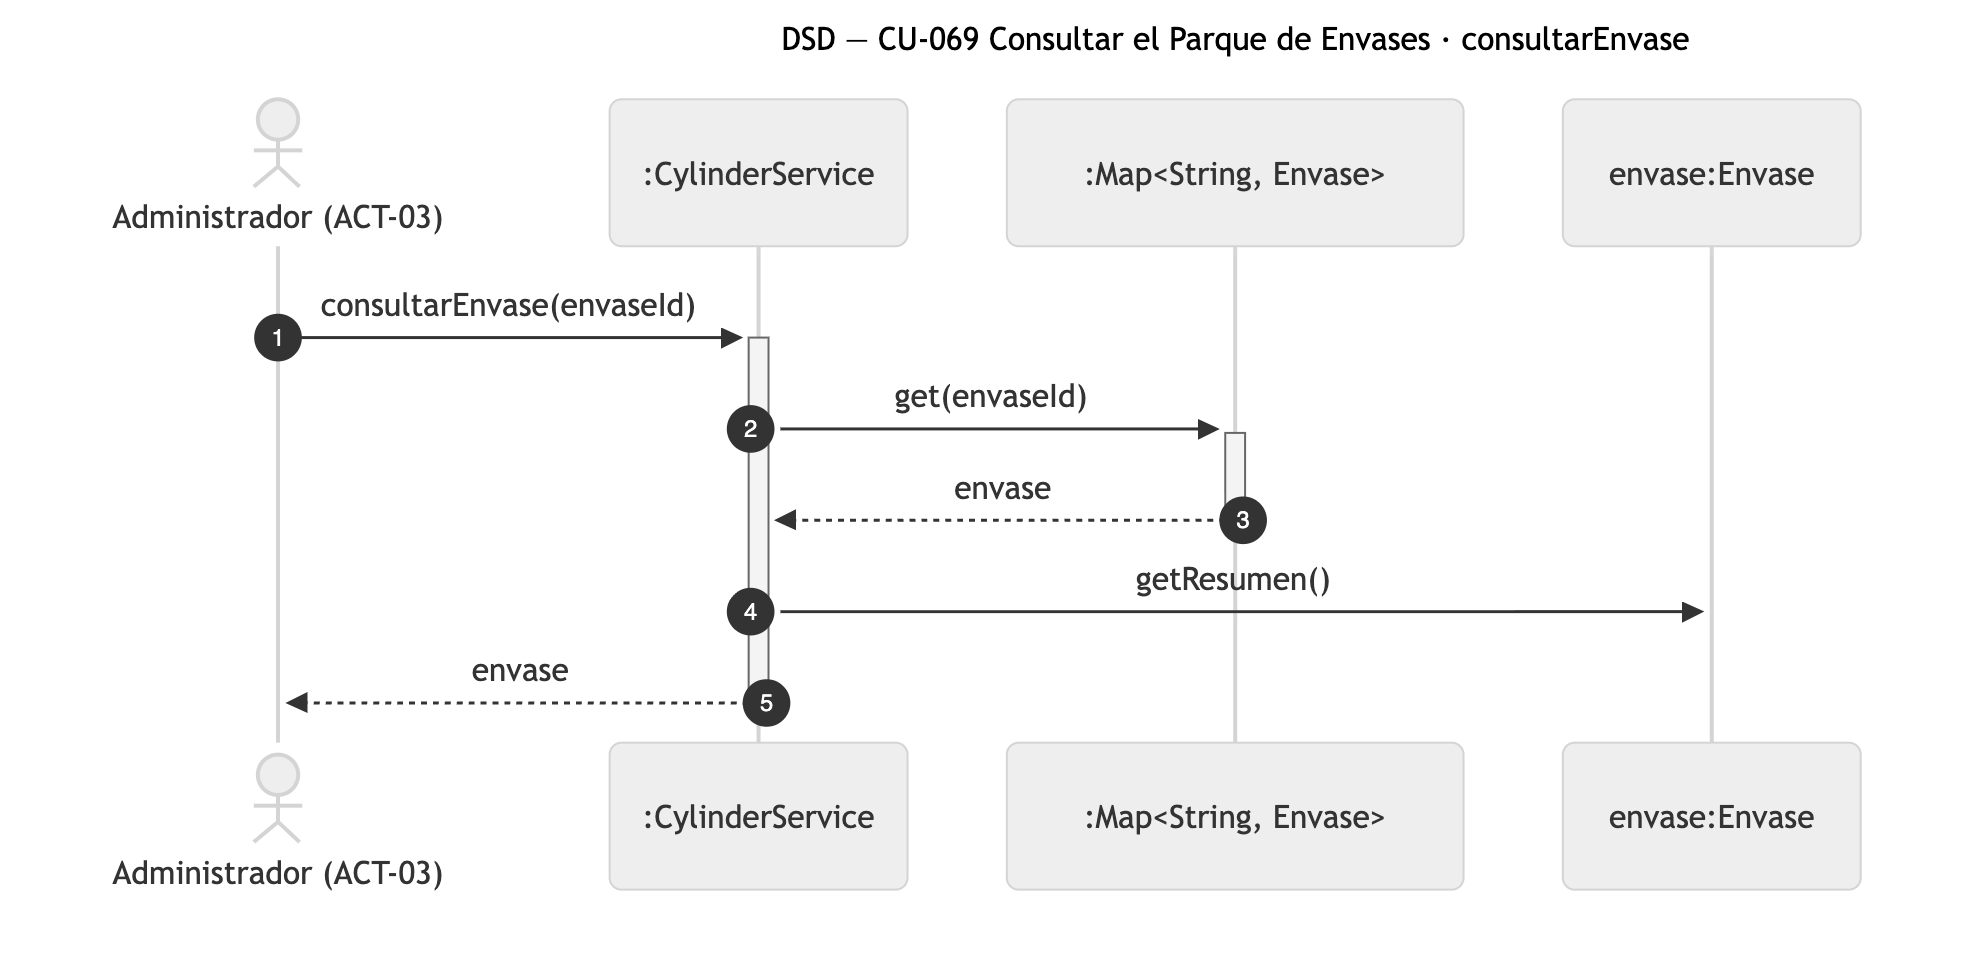 DSD — CU-069 Consultar el Parque de Envases · consultarEnvase
Administrador (ACT-03)
:CylinderService
:Map<String, Envase>
envase:Envase
consultarEnvase(envaseId)
1
get(envaseId)
2
envase
3
getResumen()
4
envase
5
Administrador (ACT-03)
:CylinderService
:Map<String, Envase>
envase:Envase